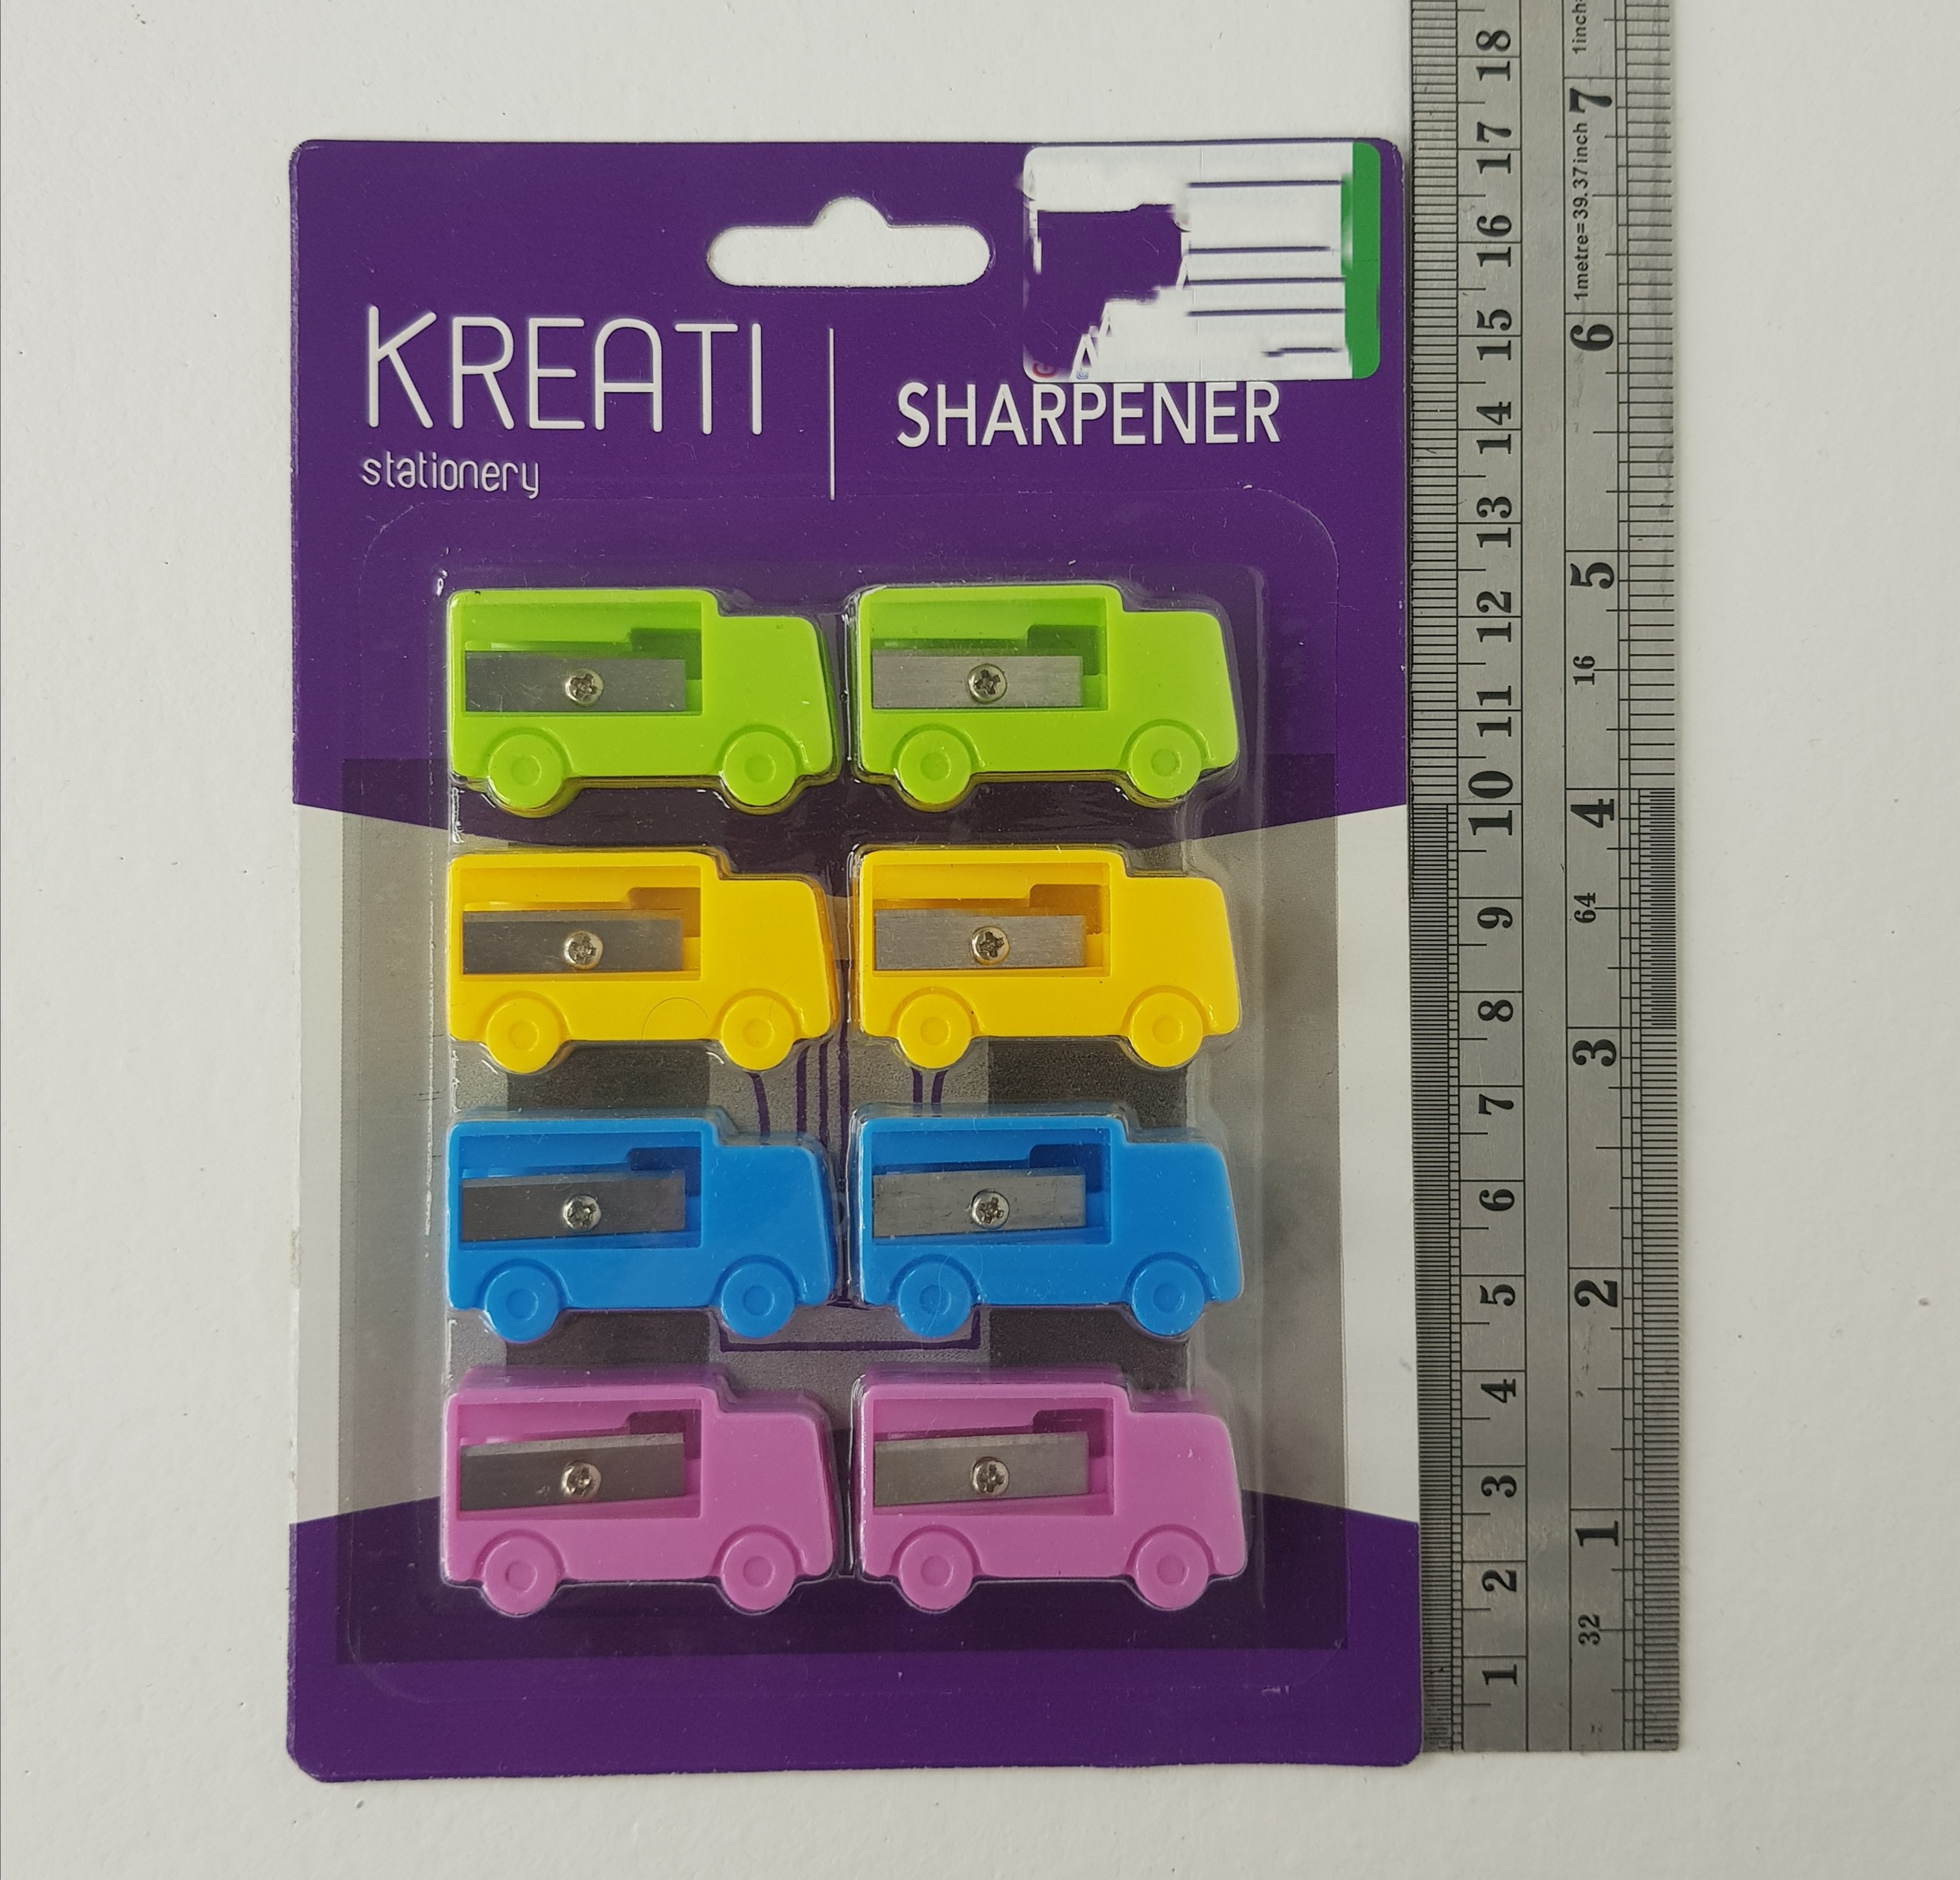 KREATI
stationery
SHARPENER
1 2 3 4 5 6 7 8 9 10 11 12 13 14 15 16 17 18
32 1 2 3 64 4 16 5 6 1metre=39.37inch 7 1inch